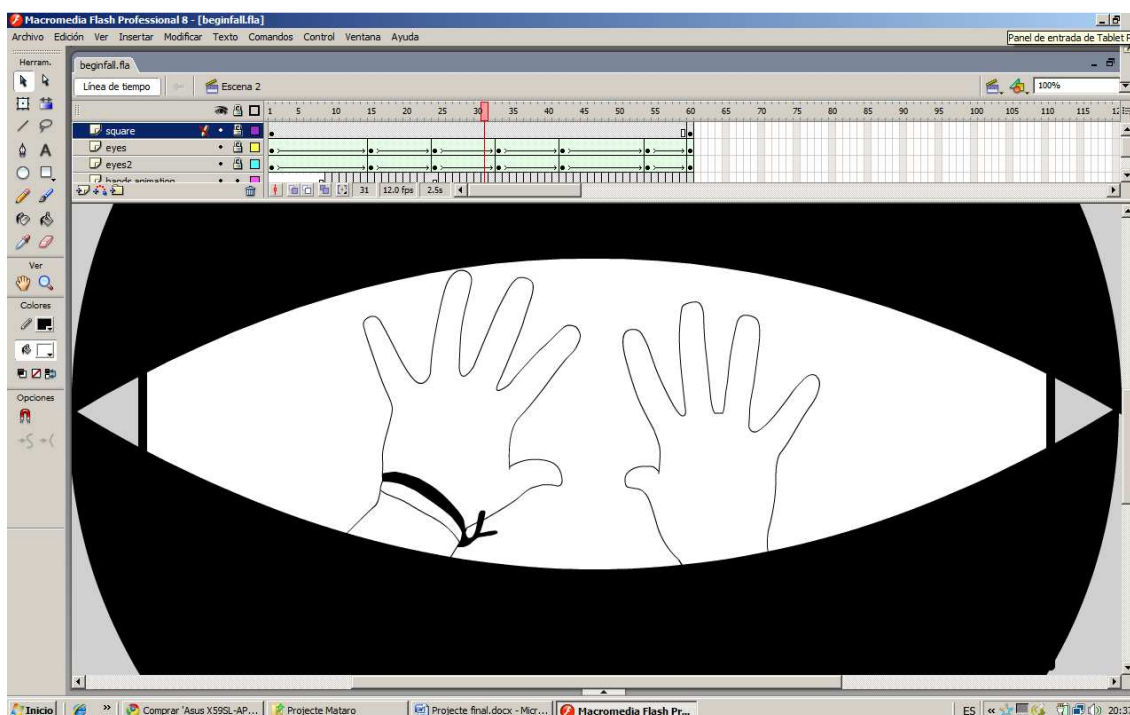 Macromedia Flash Professional 8 - [beginfall.fla]
Archivo Edición Ver Insertar Modificar Texto Comandos Control Ventana Ayuda
Panel de entrada de Tablet P
Herram.
beginfall.fla
Línea de tiempo
Escena 2
100%
1 5 10 15 20 25 30 35 40 45 50 55 60 65 70 75 80 85 90 95 100 105 110 115 12
square
eyes
eyes2
hands animation
31 12.0 fps 2.5s
Ver
Colores
Opciones
Inicio
Comprar 'Asus X59SL-AP...
Projecte Mataro
Projecte final.docx - Micr...
Macromedia Flash Pr...
ES
20:37